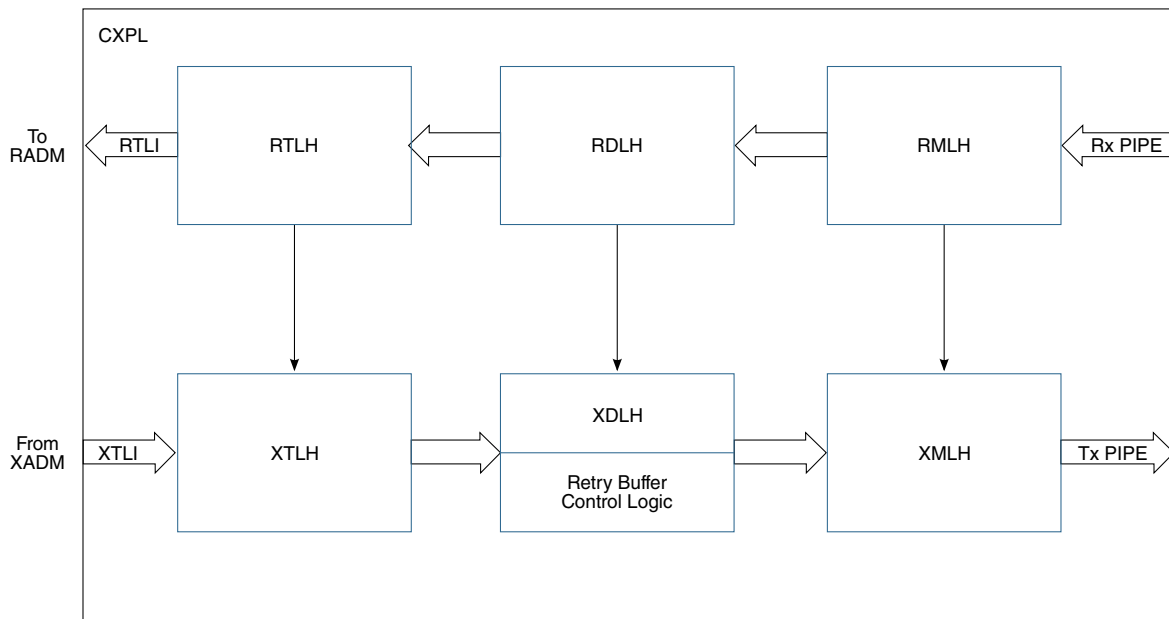 CXPL
To
RADM
RTLI
RTLH
RDLH
RMLH
Rx PIPE
From
XADM
XTLI
XTLH
XDLH
Retry Buffer
Control Logic
XMLH
Tx PIPE